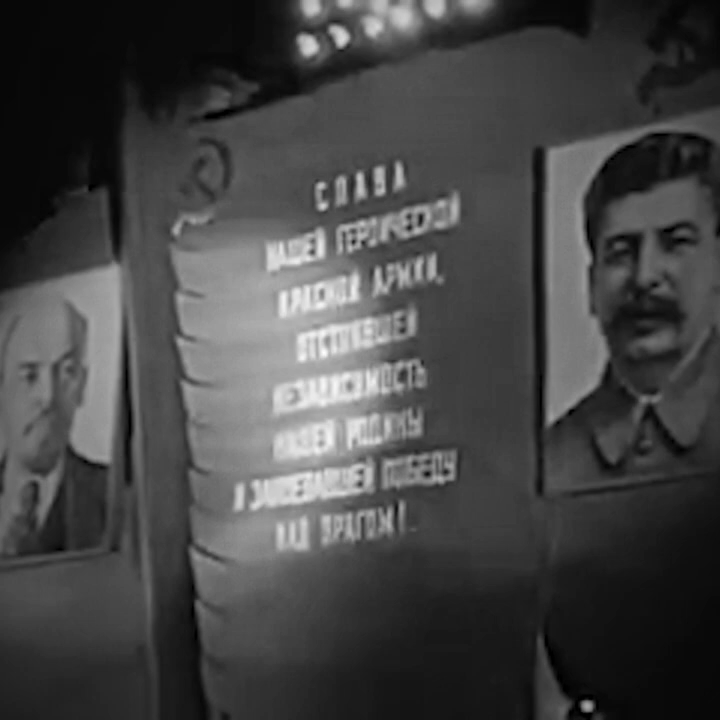 СЛАВА
НАШЕЙ ГЕРОИЧЕСКОЙ
КРАСНОЙ АРМИИ,
ОТСТОЯВШЕЙ
НЕЗАВИСИМОСТЬ
НАШЕЙ РОДИНЫ
И ЗАВОЕВАВШЕЙ ПОБЕДУ
НАД ВРАГОМ!